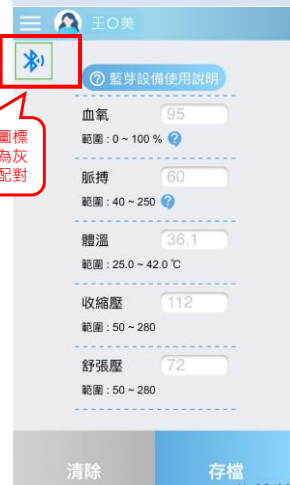 王O美
藍芽設備使用說明
圖標
為灰
配對
血氧 95
範圍 : 0 ~ 100 %
脈搏 60
範圍 : 40 ~ 250
體溫 36.1
範圍 : 25.0 ~ 42.0 ℃
收縮壓 112
範圍 : 50 ~ 280
舒張壓 72
範圍 : 50 ~ 280
清除 存檔